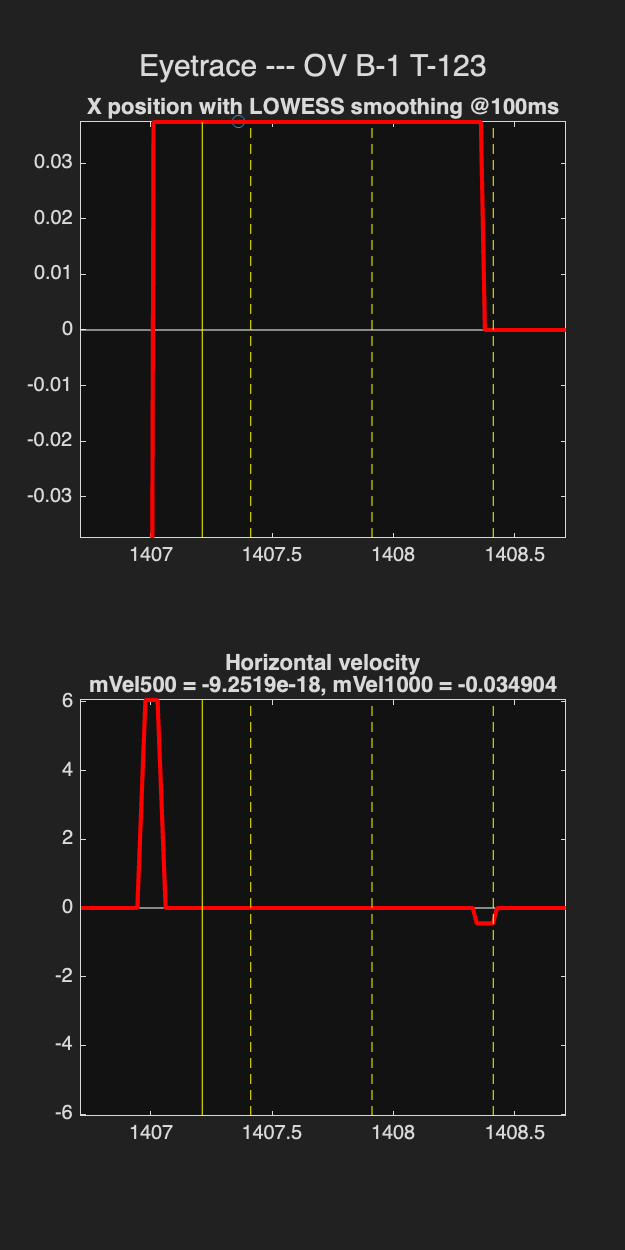 Eyetrace --- OV B-1 T-123
X position with LOWESS smoothing @100ms
0.03
0.02
0.01
0
-0.01
-0.02
-0.03
1407 1407.5 1408 1408.5
Horizontal velocity
mVel500 = -9.2519e-18, mVel1000 = -0.034904
6
4
2
0
-2
-4
-6
1407 1407.5 1408 1408.5